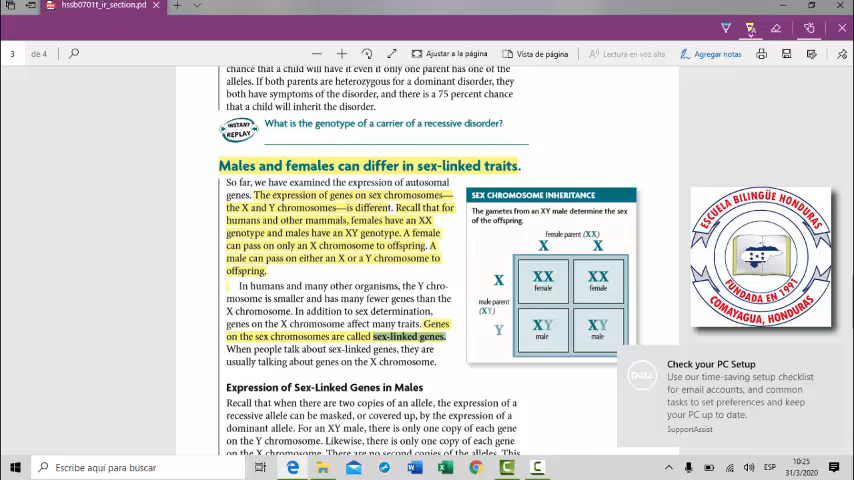 hssb0701t_ir_section.pd
3 de 4
Ajustar a la página
Vista de página
Lectura en voz alta
Agregar notas
chance that a child will have it even if only one parent has one of the
alleles. If both parents are heterozygous for a dominant disorder, they
both have symptoms of the disorder, and there is a 75 percent chance
that a child will inherit the disorder.
INSTANT
REPLAY
What is the genotype of a carrier of a recessive disorder?
Males and females can differ in sex-linked traits.
So far, we have examined the expression of autosomal
genes. The expression of genes on sex chromosomes—
the X and Y chromosomes—is different. Recall that for
humans and other mammals, females have an XX
genotype and males have an XY genotype. A female
can pass on only an X chromosome to offspring. A
male can pass on either an X or a Y chromosome to
offspring.
In humans and many other organisms, the Y chro-
mosome is smaller and has many fewer genes than the
X chromosome. In addition to sex determination,
genes on the X chromosome affect many traits. Genes
on the sex chromosomes are called sex-linked genes.
When people talk about sex-linked genes, they are
usually talking about genes on the X chromosome.
Expression of Sex-Linked Genes in Males
Recall that when there are two copies of an allele, the expression of a
recessive allele can be masked, or covered up, by the expression of a
dominant allele. For an XY male, there is only one copy of each gene
on the Y chromosome. Likewise, there is only one copy of each gene
on the X chromosome. There are no second copies of the alleles. This
SEX CHROMOSOME INHERITANCE
The gametes from an XY male determine the sex
of the offspring.
female parent (XX)
X X
X
male parent
(XY)
Y
XX
female
XX
female
XY
male
XY
male
ESCUELA BILINGÜE HONDURAS
FUNDADA EN 1991
COMAYAGUA, HONDURAS
DELL
Check your PC Setup
Use our time-saving setup checklist
for email accounts, and common
tasks to set preferences and keep
your PC up to date.
SupportAssist
Escribe aquí para buscar
ESP
10:25
31/3/2020